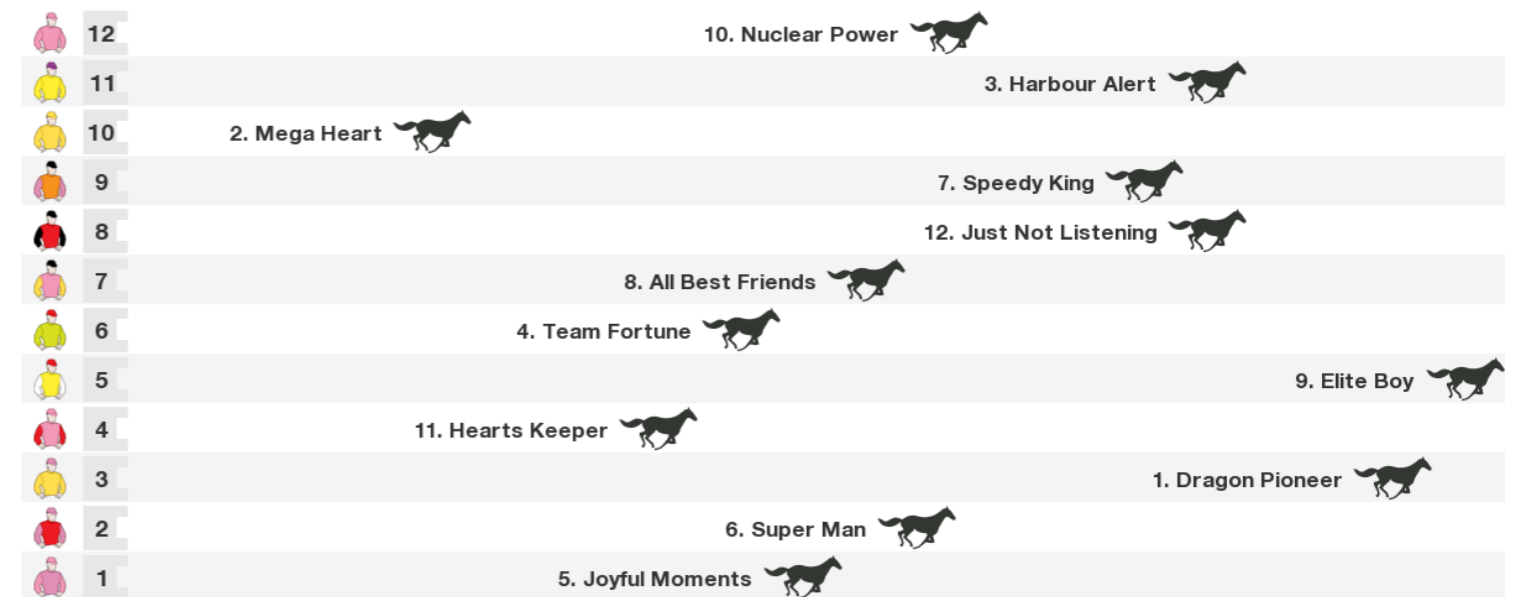 12 10. Nuclear Power
11 3. Harbour Alert
10 2. Mega Heart
9 7. Speedy King
8 12. Just Not Listening
7 8. All Best Friends
6 4. Team Fortune
5 9. Elite Boy
4 11. Hearts Keeper
3 1. Dragon Pioneer
2 6. Super Man
1 5. Joyful Moments